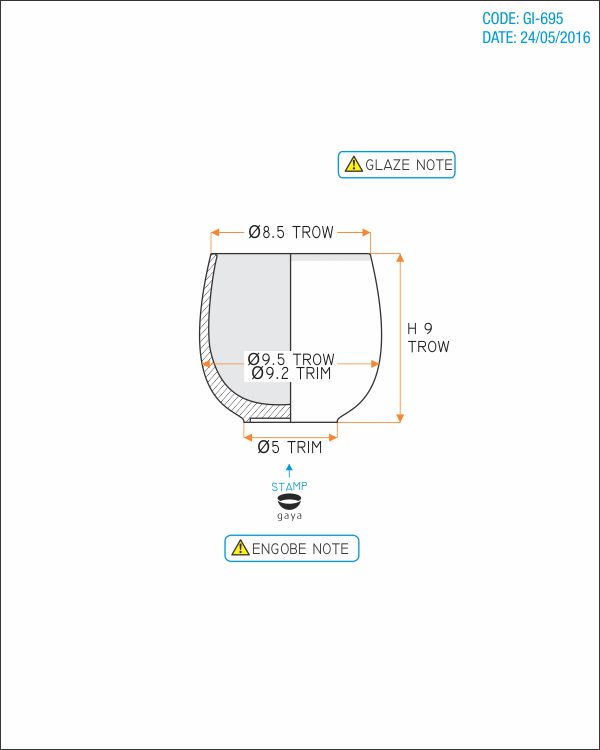 CODE: GI-695
DATE: 24/05/2016
GLAZE NOTE
Ø8.5 TROW
H 9
TROW
Ø9.5 TROW
Ø9.2 TRIM
Ø5 TRIM
STAMP
gaya
ENGOBE NOTE